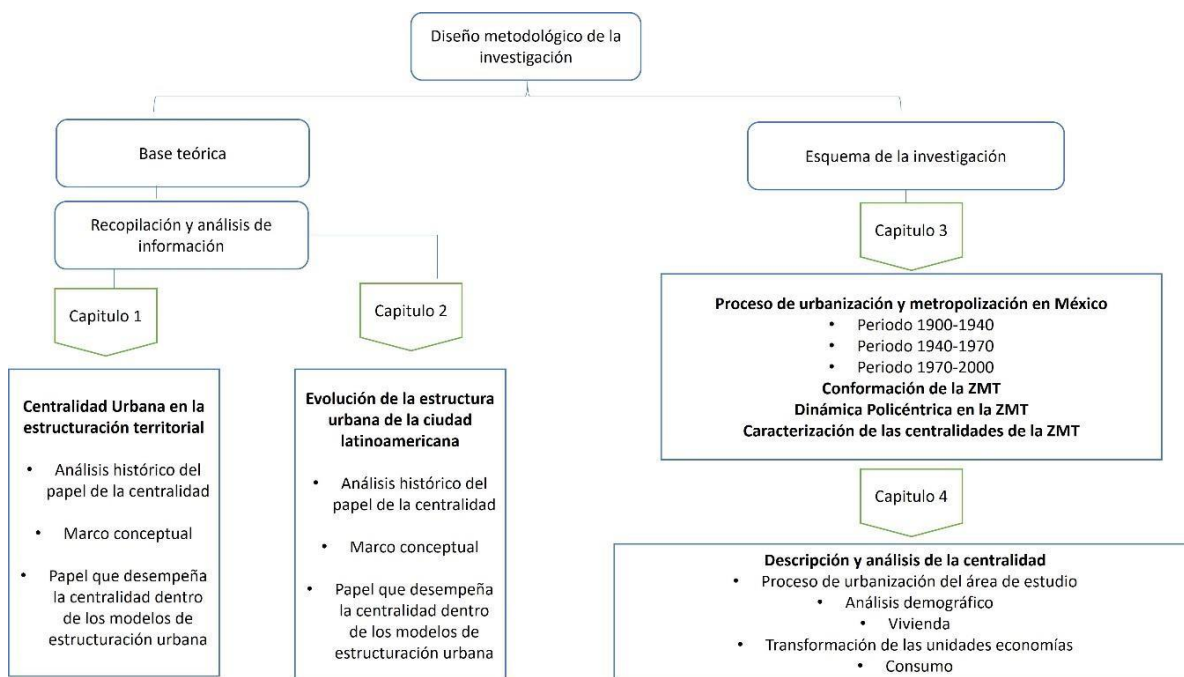 Diseño metodológico de la
investigación
Base teórica
Recopilación y análisis de
información
Capitulo 1
Centralidad Urbana en la
estructuración territorial
• Análisis histórico del
papel de la centralidad
• Marco conceptual
• Papel que desempeña
la centralidad dentro
de los modelos de
estructuración urbana
Capitulo 2
Evolución de la estructura
urbana de la ciudad
latinoamericana
• Análisis histórico del
papel de la centralidad
• Marco conceptual
• Papel que desempeña
la centralidad dentro
de los modelos de
estructuración urbana
Esquema de la investigación
Capitulo 3
Proceso de urbanización y metropolización en México
• Periodo 1900-1940
• Periodo 1940-1970
• Periodo 1970-2000
Conformación de la ZMT
Dinámica Policéntrica en la ZMT
Caracterización de las centralidades de la ZMT
Capitulo 4
Descripción y análisis de la centralidad
• Proceso de urbanización del área de estudio
• Análisis demográfico
• Vivienda
• Transformación de las unidades economías
• Consumo